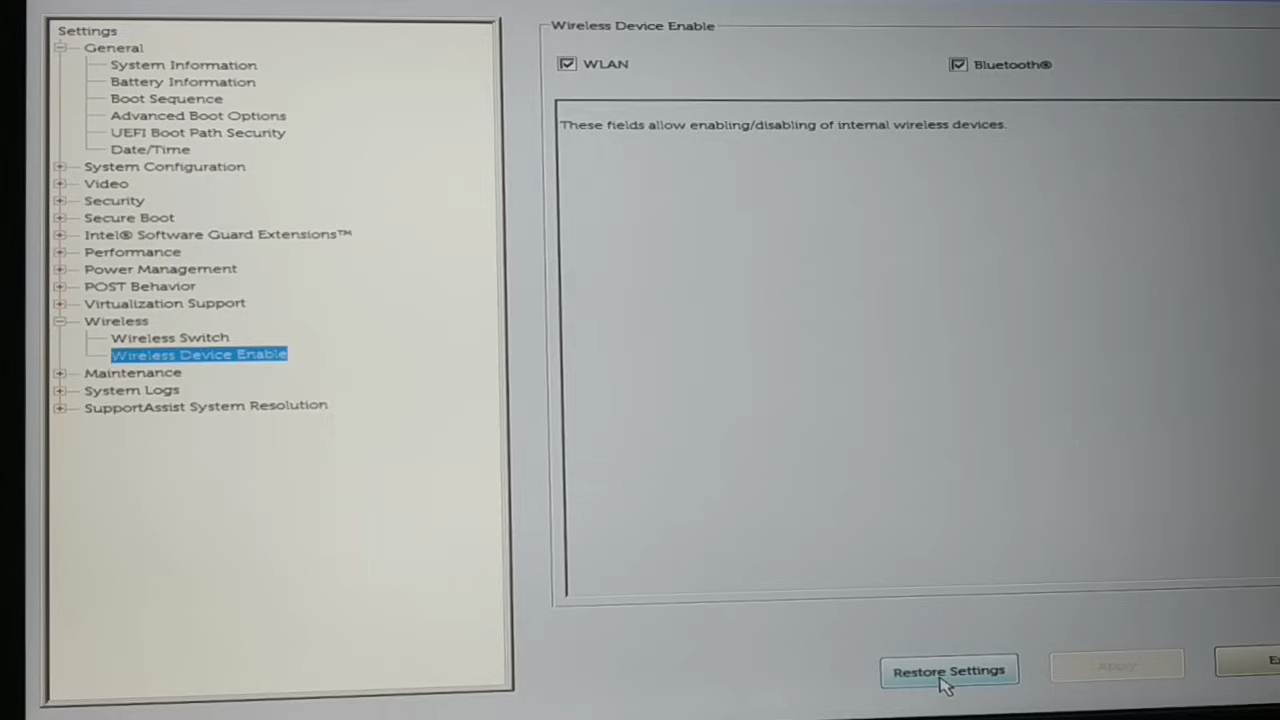 Settings
General
System Information
Battery Information
Boot Sequence
Advanced Boot Options
UEFI Boot Path Security
Date/Time
System Configuration
Video
Security
Secure Boot
Intel® Software Guard Extensions™
Performance
Power Management
POST Behavior
Virtualization Support
Wireless
Wireless Switch
Wireless Device Enable
Maintenance
System Logs
SupportAssist System Resolution
Wireless Device Enable
WLAN
Bluetooth®
These fields allow enabling/disabling of internal wireless devices.
Restore Settings
Apply